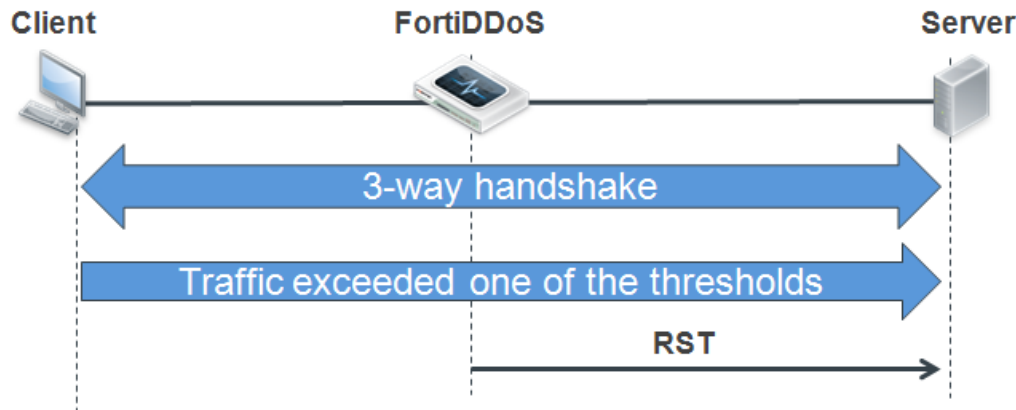 Client
FortiDDoS
Server
3-way handshake
Traffic exceeded one of the thresholds
RST